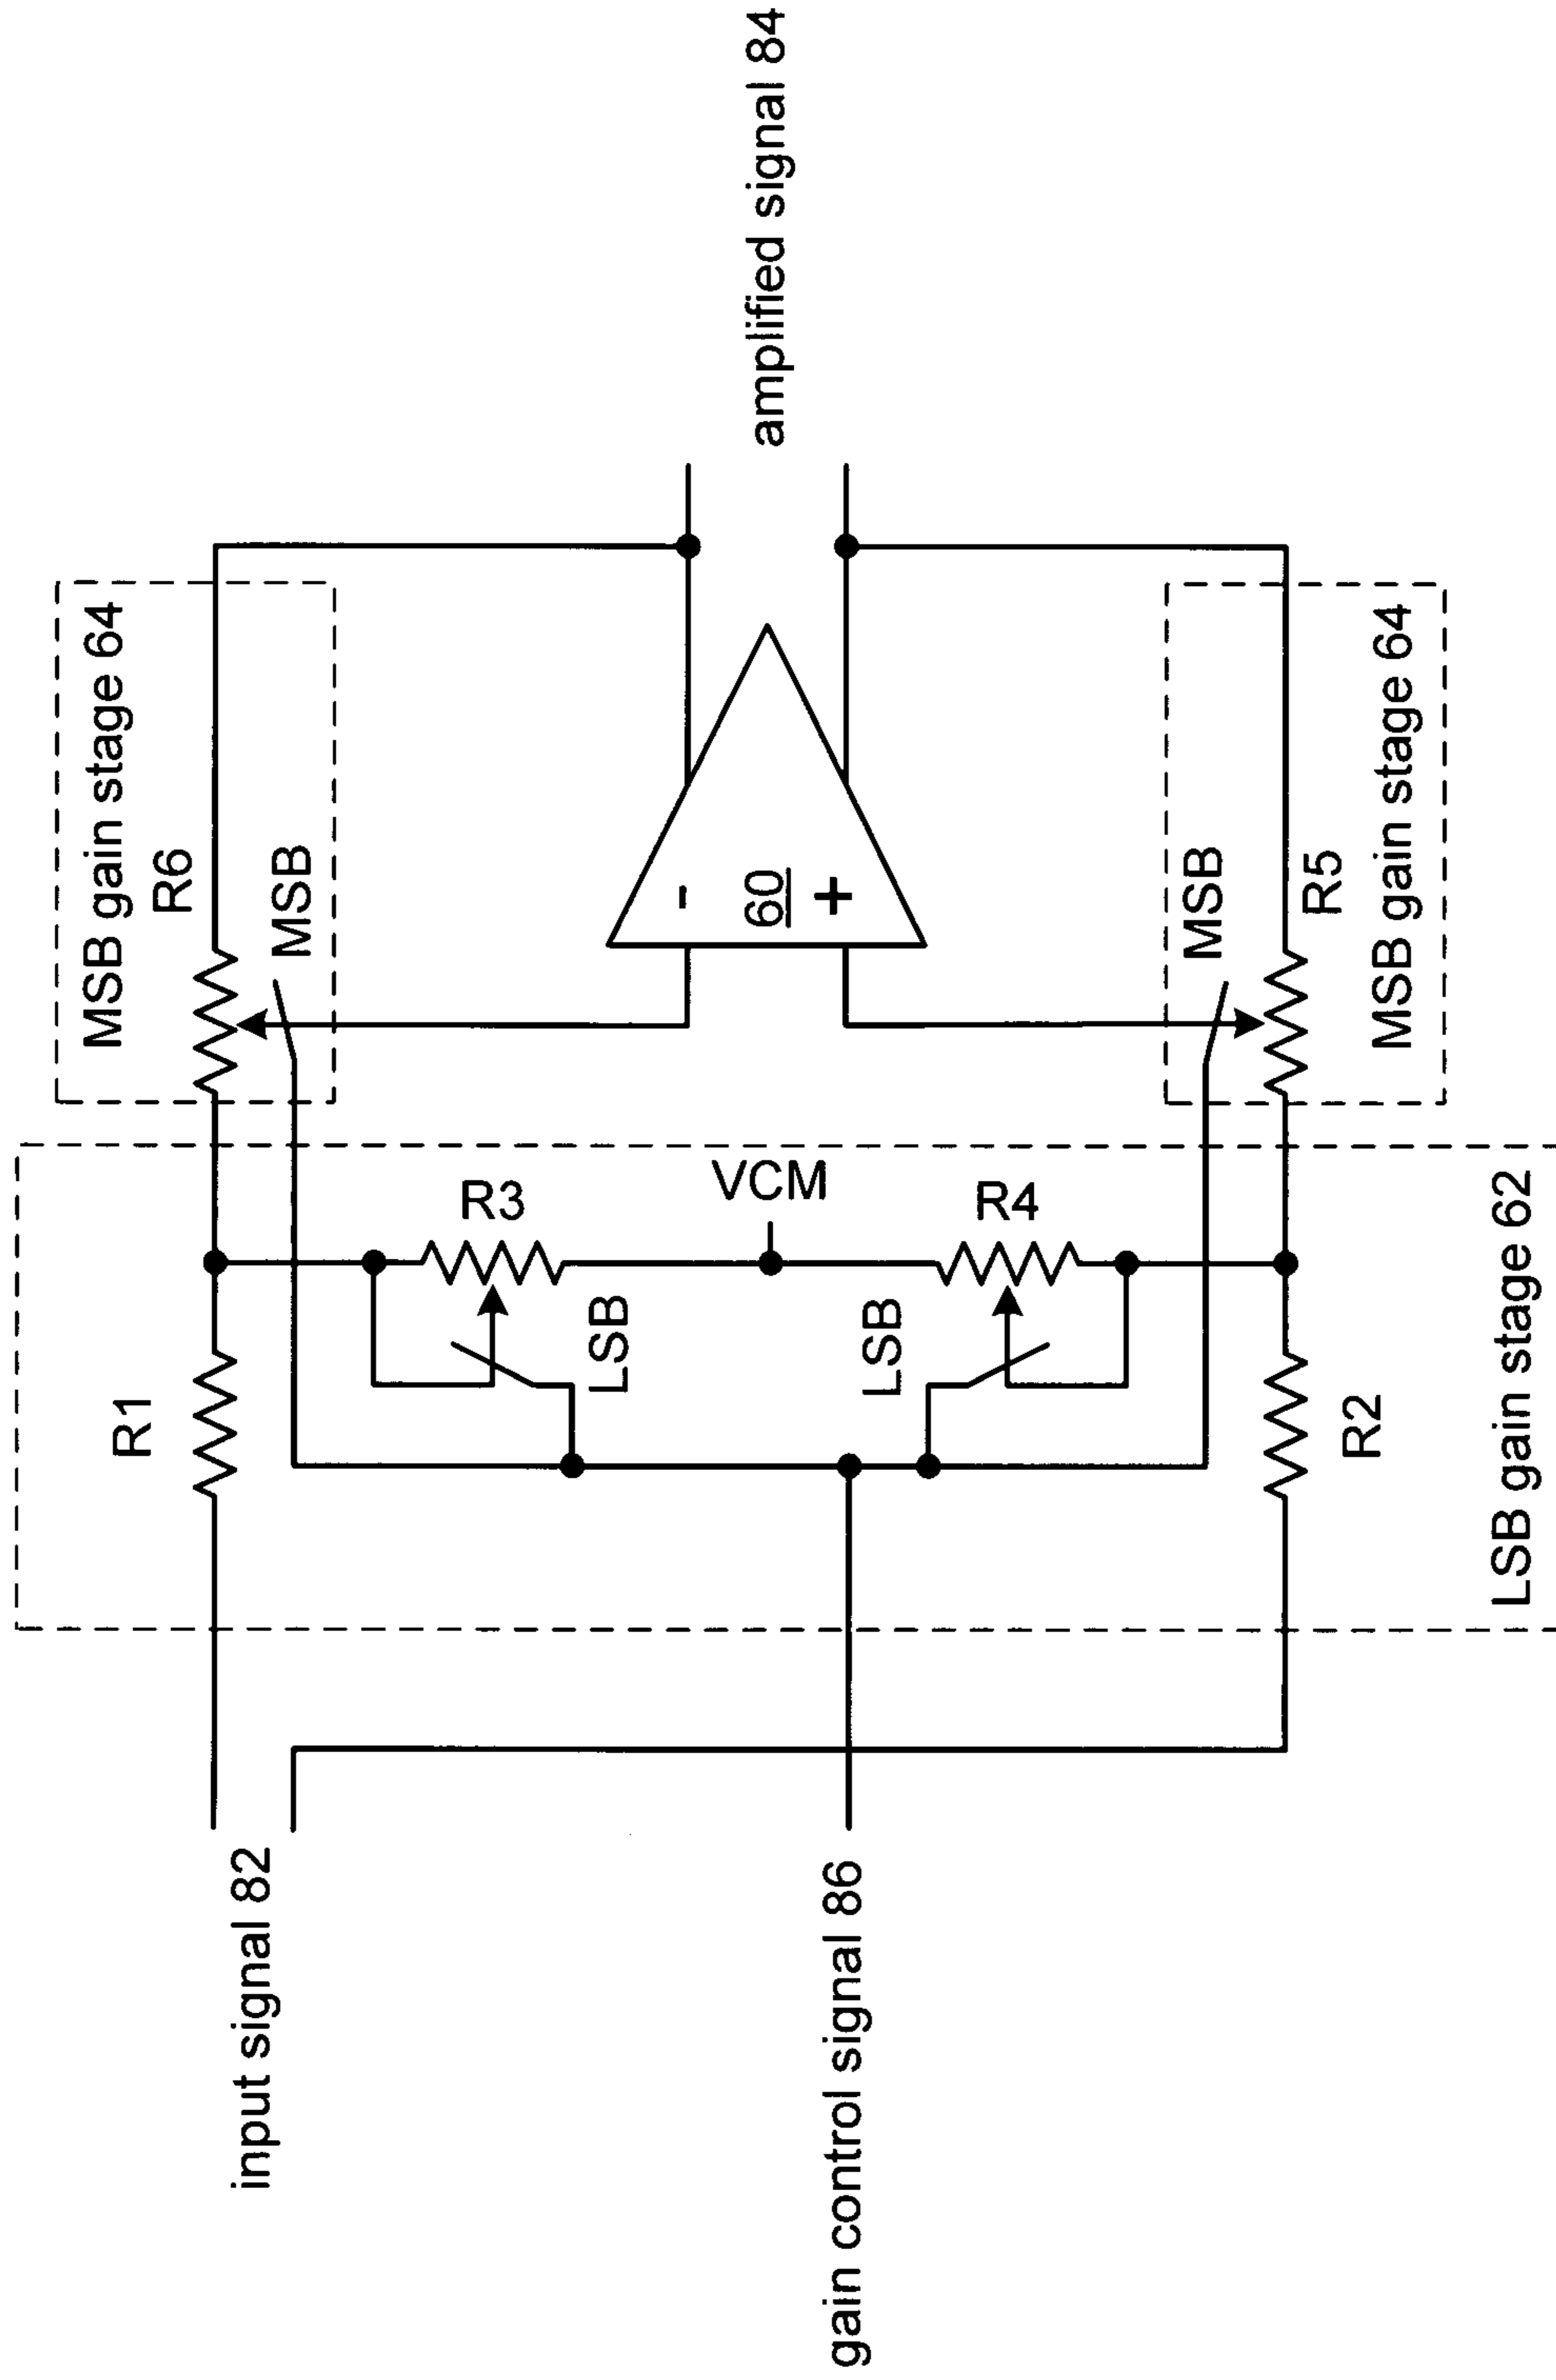 MSB gain stage 64
R6
MSB
R1
R3
LSB
VCM
-
60
+
amplified signal 84
input signal 82
gain control signal 86
LSB
R4
MSB
R5
MSB gain stage 64
R2
LSB gain stage 62